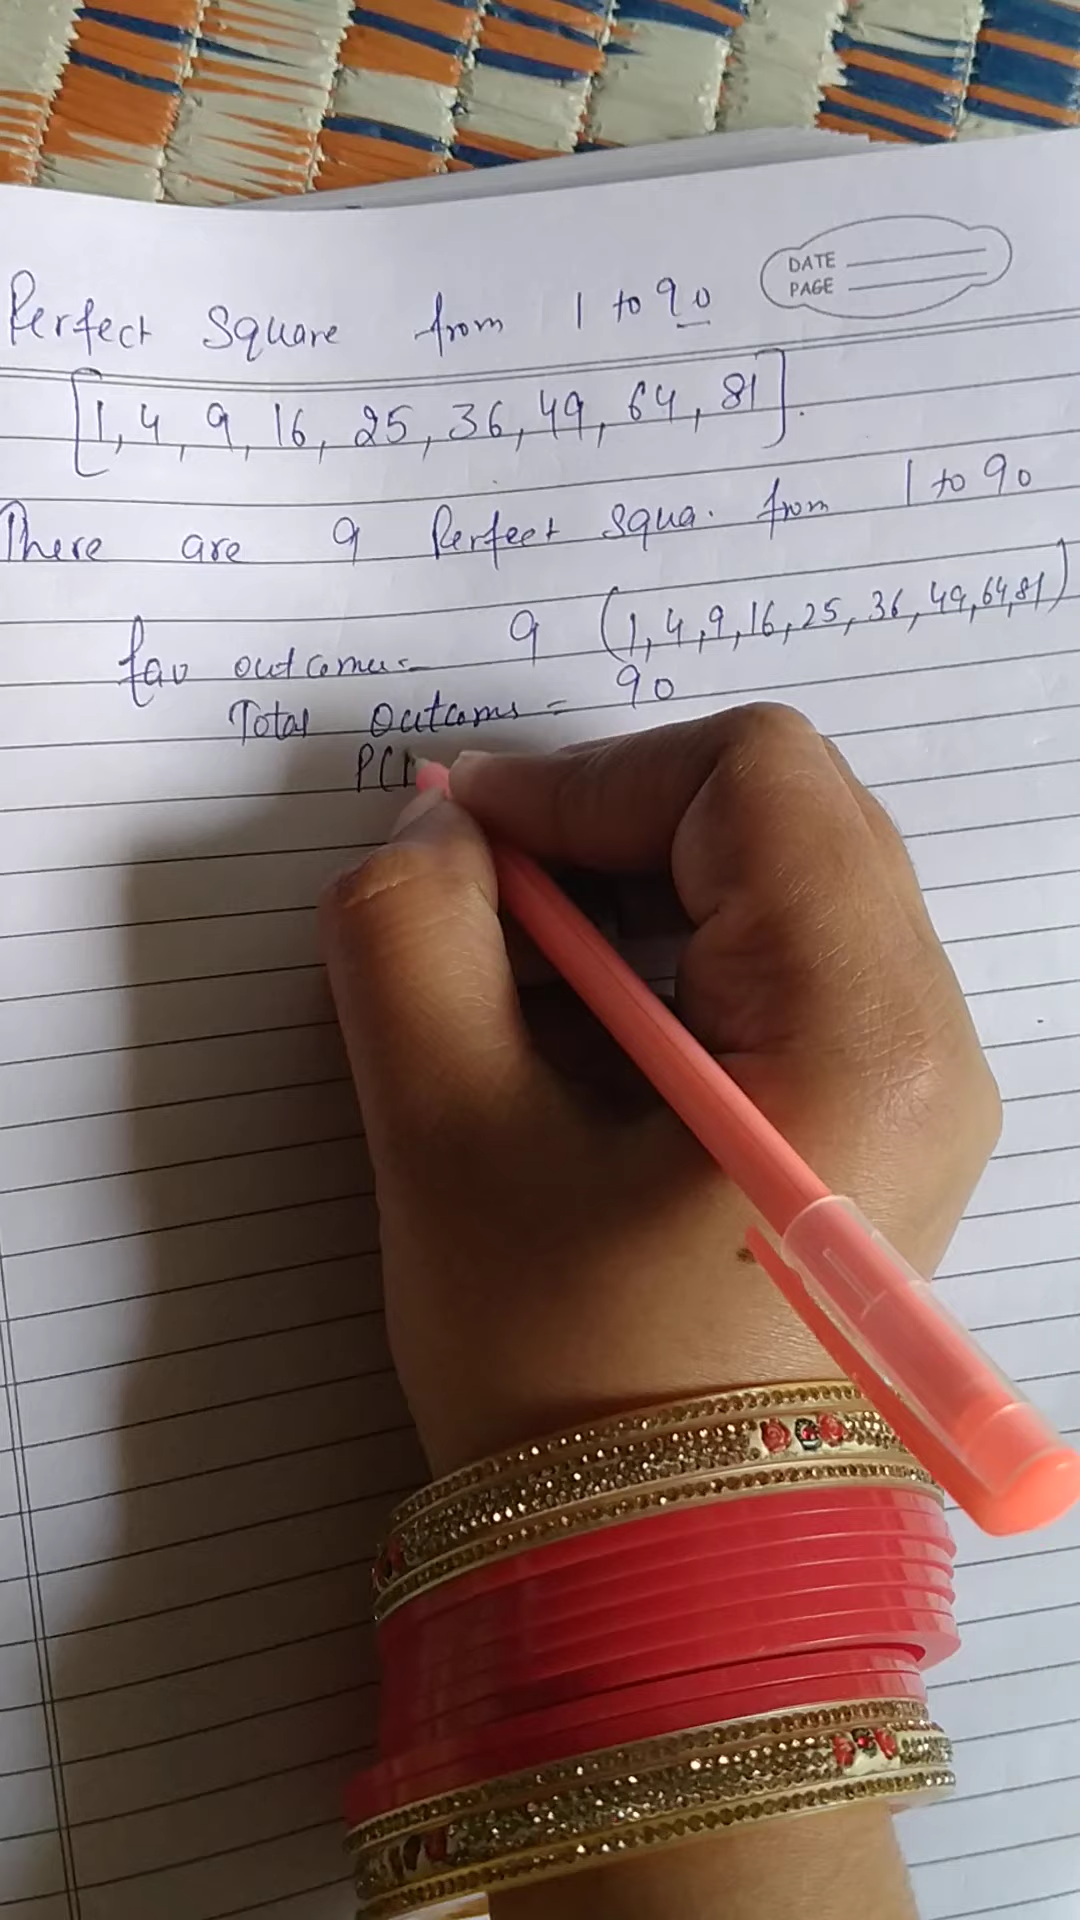 DATE
PAGE
Perfect Square from 1 to 90
[1, 4, 9, 16, 25, 36, 49, 64, 81].
There are 9 Perfect Squa. from 1 to 90
fav outcomes = 9 (1, 4, 9, 16, 25, 36, 49, 64, 81)
Total Outcoms = 90
P(